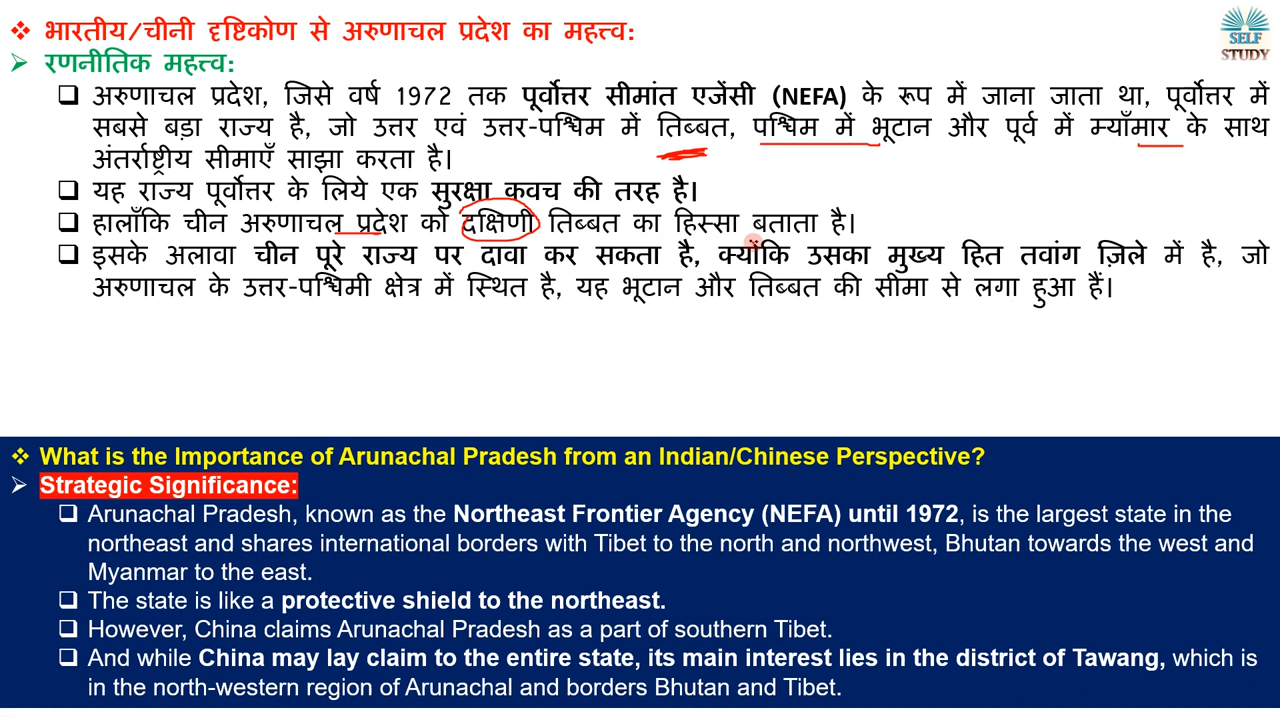 ❖ भारतीय/चीनी दृष्टिकोण से अरुणाचल प्रदेश का महत्त्व:
SELF
STUDY
➢ रणनीतिक महत्त्व:
❑ अरुणाचल प्रदेश, जिसे वर्ष 1972 तक पूर्वोत्तर सीमांत एजेंसी (NEFA) के रूप में जाना जाता था, पूर्वोत्तर में
सबसे बड़ा राज्य है, जो उत्तर एवं उत्तर-पश्चिम में तिब्बत, पश्चिम में भूटान और पूर्व में म्याँमार के साथ
अंतर्राष्ट्रीय सीमाएँ साझा करता है।
❑ यह राज्य पूर्वोत्तर के लिये एक सुरक्षा कवच की तरह है।
❑ हालाँकि चीन अरुणाचल प्रदेश को दक्षिणी तिब्बत का हिस्सा बताता है।
❑ इसके अलावा चीन पूरे राज्य पर दावा कर सकता है, क्योंकि उसका मुख्य हित तवांग ज़िले में है, जो
अरुणाचल के उत्तर-पश्चिमी क्षेत्र में स्थित है, यह भूटान और तिब्बत की सीमा से लगा हुआ हैं।
❖ What is the Importance of Arunachal Pradesh from an Indian/Chinese Perspective?
➢ Strategic Significance:
❑ Arunachal Pradesh, known as the Northeast Frontier Agency (NEFA) until 1972, is the largest state in the
northeast and shares international borders with Tibet to the north and northwest, Bhutan towards the west and
Myanmar to the east.
❑ The state is like a protective shield to the northeast.
❑ However, China claims Arunachal Pradesh as a part of southern Tibet.
❑ And while China may lay claim to the entire state, its main interest lies in the district of Tawang, which is
in the north-western region of Arunachal and borders Bhutan and Tibet.